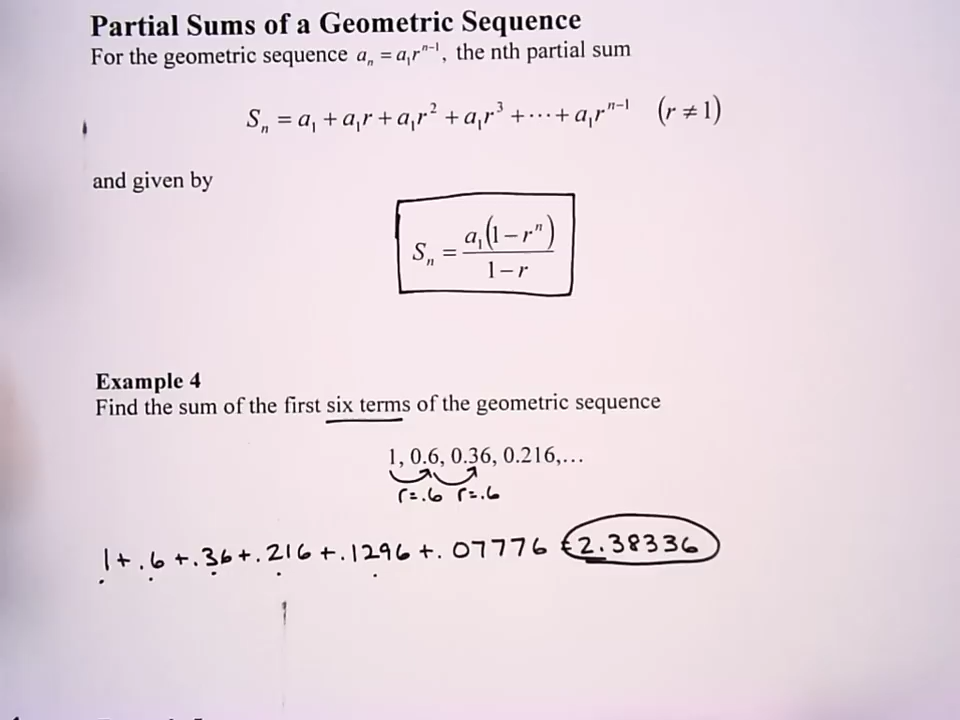 Partial Sums of a Geometric Sequence
For the geometric sequence aₙ = a₁rⁿ⁻¹, the nth partial sum
Sₙ = a₁ + a₁r + a₁r² + a₁r³ + ⋯ + a₁rⁿ⁻¹ (r ≠ 1)
and given by
Sₙ = a₁(1 − rⁿ) / 1 − r
Example 4
Find the sum of the first six terms of the geometric sequence
1, 0.6, 0.36, 0.216,…
r=.6 r=.6
1 + .6 + .36 + .216 + .1296 + .07776 = 2.38336